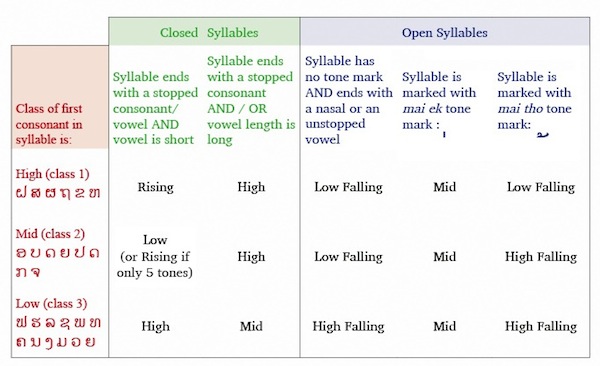 Closed Syllables Open Syllables
Class of first
consonant in
syllable is:
Syllable ends
with a stopped
consonant/
vowel AND
vowel is short
Syllable ends
with a stopped
consonant
AND / OR
vowel length is
long
Syllable has
no tone mark
AND ends with
a nasal or an
unstopped
vowel
Syllable is
marked with
mai ek tone
mark : ່
Syllable is
marked with
mai tho tone
mark: ້
High (class 1)
ຝ ສ ຜ ຖ ຂ ຫ
Rising High Low Falling Mid Low Falling
Mid (class 2)
ອ ບ ດ ຢ ປ ຕ
ກ ຈ
Low
(or Rising if
only 5 tones)
High Low Falling Mid High Falling
Low (class 3)
ຟ ຮ ລ ຊ ພ ທ
ຄ ນ ງ ມ ວ ຍ
High Mid High Falling Mid High Falling